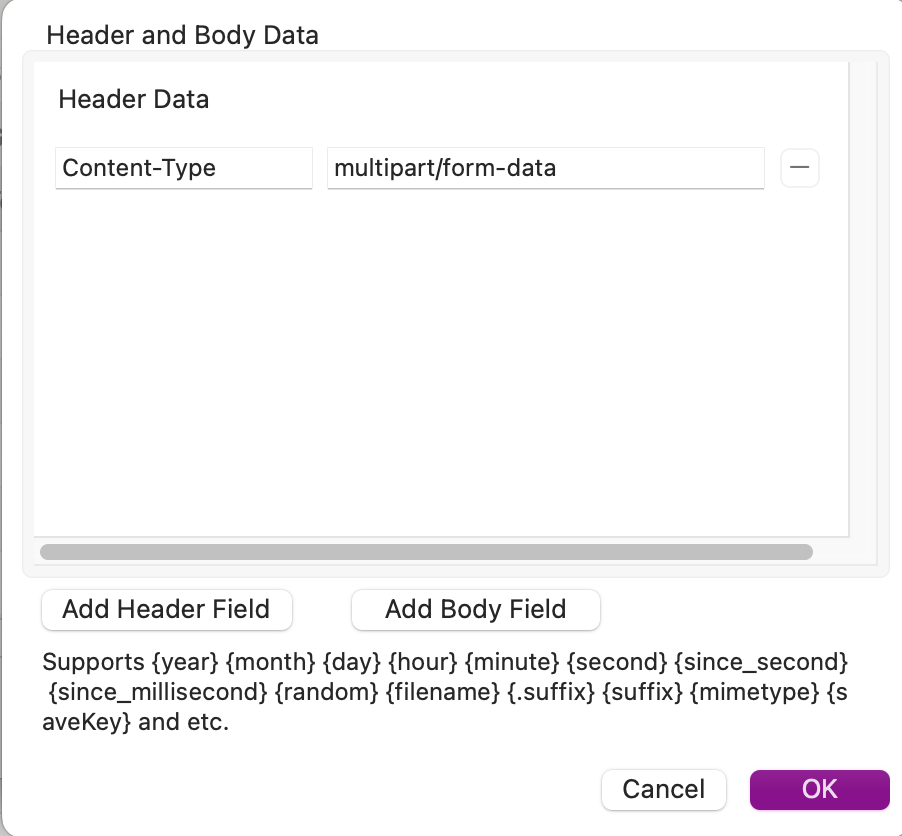 Header and Body Data
Header Data
Content-Type multipart/form-data
Add Header Field Add Body Field
Supports {year} {month} {day} {hour} {minute} {second} {since_second}
{since_millisecond} {random} {filename} {.suffix} {suffix} {mimetype} {s
aveKey} and etc.
Cancel OK